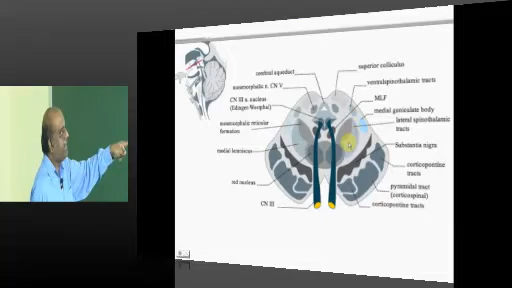 cerebral aqueduct
mesencephalic n. CN V
CN III n. nucleus
(Edinger-Westphal)
mesencephalic reticular
formation
medial lemniscus
red nucleus
CN III
superior colliculus
ventralspinothalamic tracts
MLF
medial geniculate body
lateral spinothalamic
tracts
Substantia nigra
corticopontine
tracts
pyramidal tract
(corticospinal)
corticopontine tracts